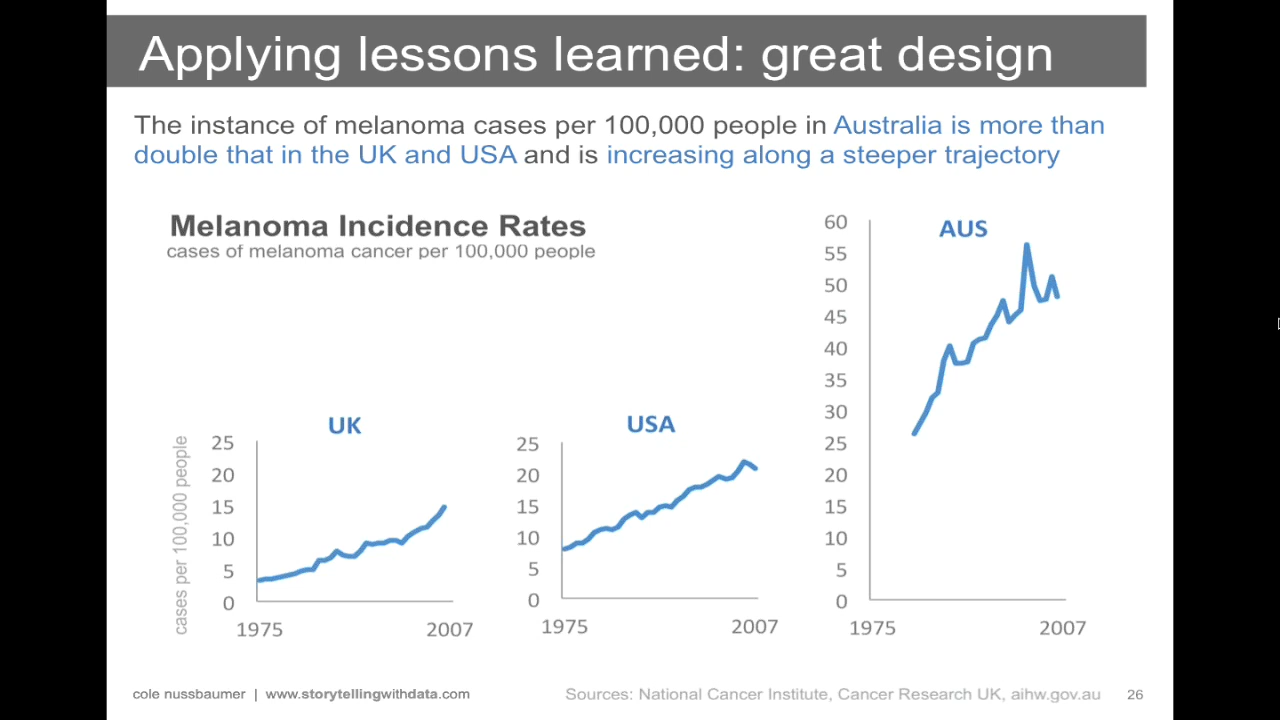 Applying lessons learned: great design
The instance of melanoma cases per 100,000 people in Australia is more than
double that in the UK and USA and is increasing along a steeper trajectory
Melanoma Incidence Rates
cases of melanoma cancer per 100,000 people
cases per 100,000 people
UK
25
20
15
10
5
0
1975 2007
USA
25
20
15
10
5
0
1975 2007
AUS
60
55
50
45
40
35
30
25
20
15
10
5
0
1975 2007
cole nussbaumer | www.storytellingwithdata.com
Sources: National Cancer Institute, Cancer Research UK, aihw.gov.au
26